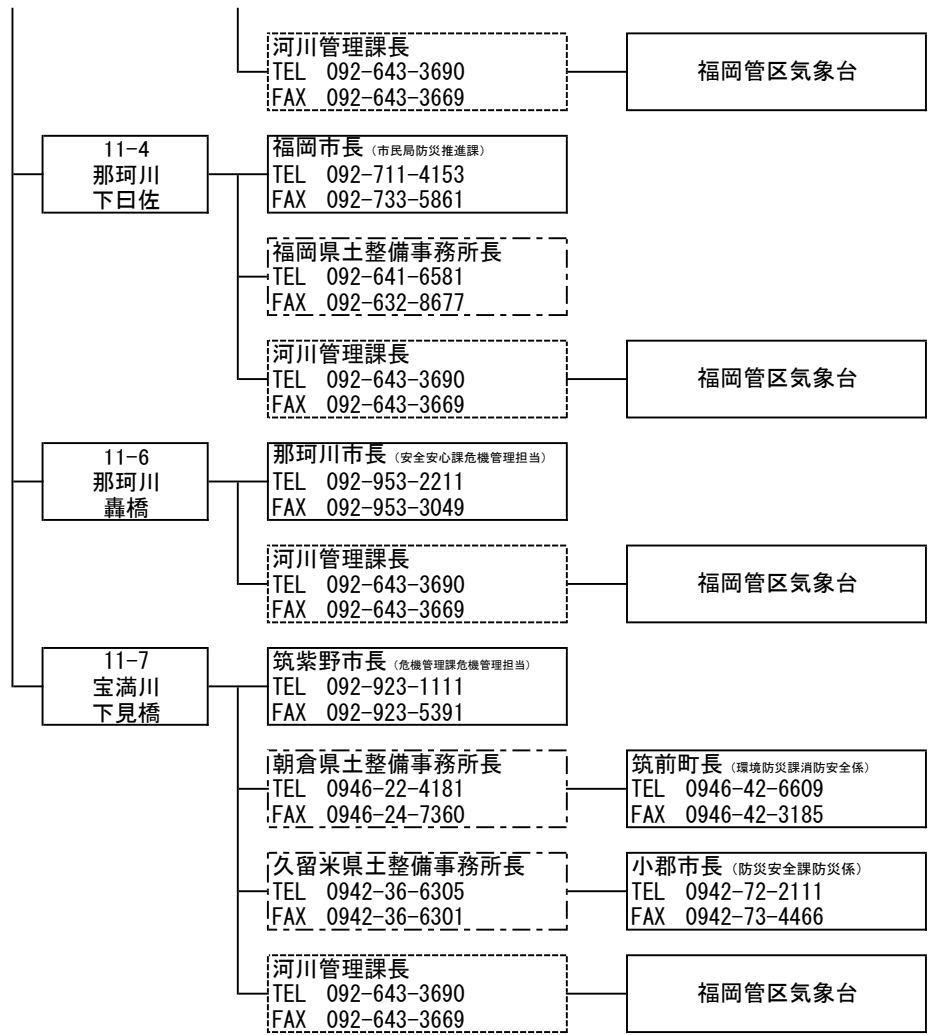 河川管理課長
TEL 092-643-3690
FAX 092-643-3669
福岡管区気象台
11-4
那珂川
下曰佐
福岡市長（市民局防災推進課）
TEL 092-711-4153
FAX 092-733-5861
福岡県土整備事務所長
TEL 092-641-6581
FAX 092-632-8677
河川管理課長
TEL 092-643-3690
FAX 092-643-3669
福岡管区気象台
11-6
那珂川
轟橋
那珂川市長（安全安心課危機管理担当）
TEL 092-953-2211
FAX 092-953-3049
河川管理課長
TEL 092-643-3690
FAX 092-643-3669
福岡管区気象台
11-7
宝満川
下見橋
筑紫野市長（危機管理課危機管理担当）
TEL 092-923-1111
FAX 092-923-5391
朝倉県土整備事務所長
TEL 0946-22-4181
FAX 0946-24-7360
筑前町長（環境防災課消防安全係）
TEL 0946-42-6609
FAX 0946-42-3185
久留米県土整備事務所長
TEL 0942-36-6305
FAX 0942-36-6301
小郡市長（防災安全課防災係）
TEL 0942-72-2111
FAX 0942-73-4466
河川管理課長
TEL 092-643-3690
FAX 092-643-3669
福岡管区気象台